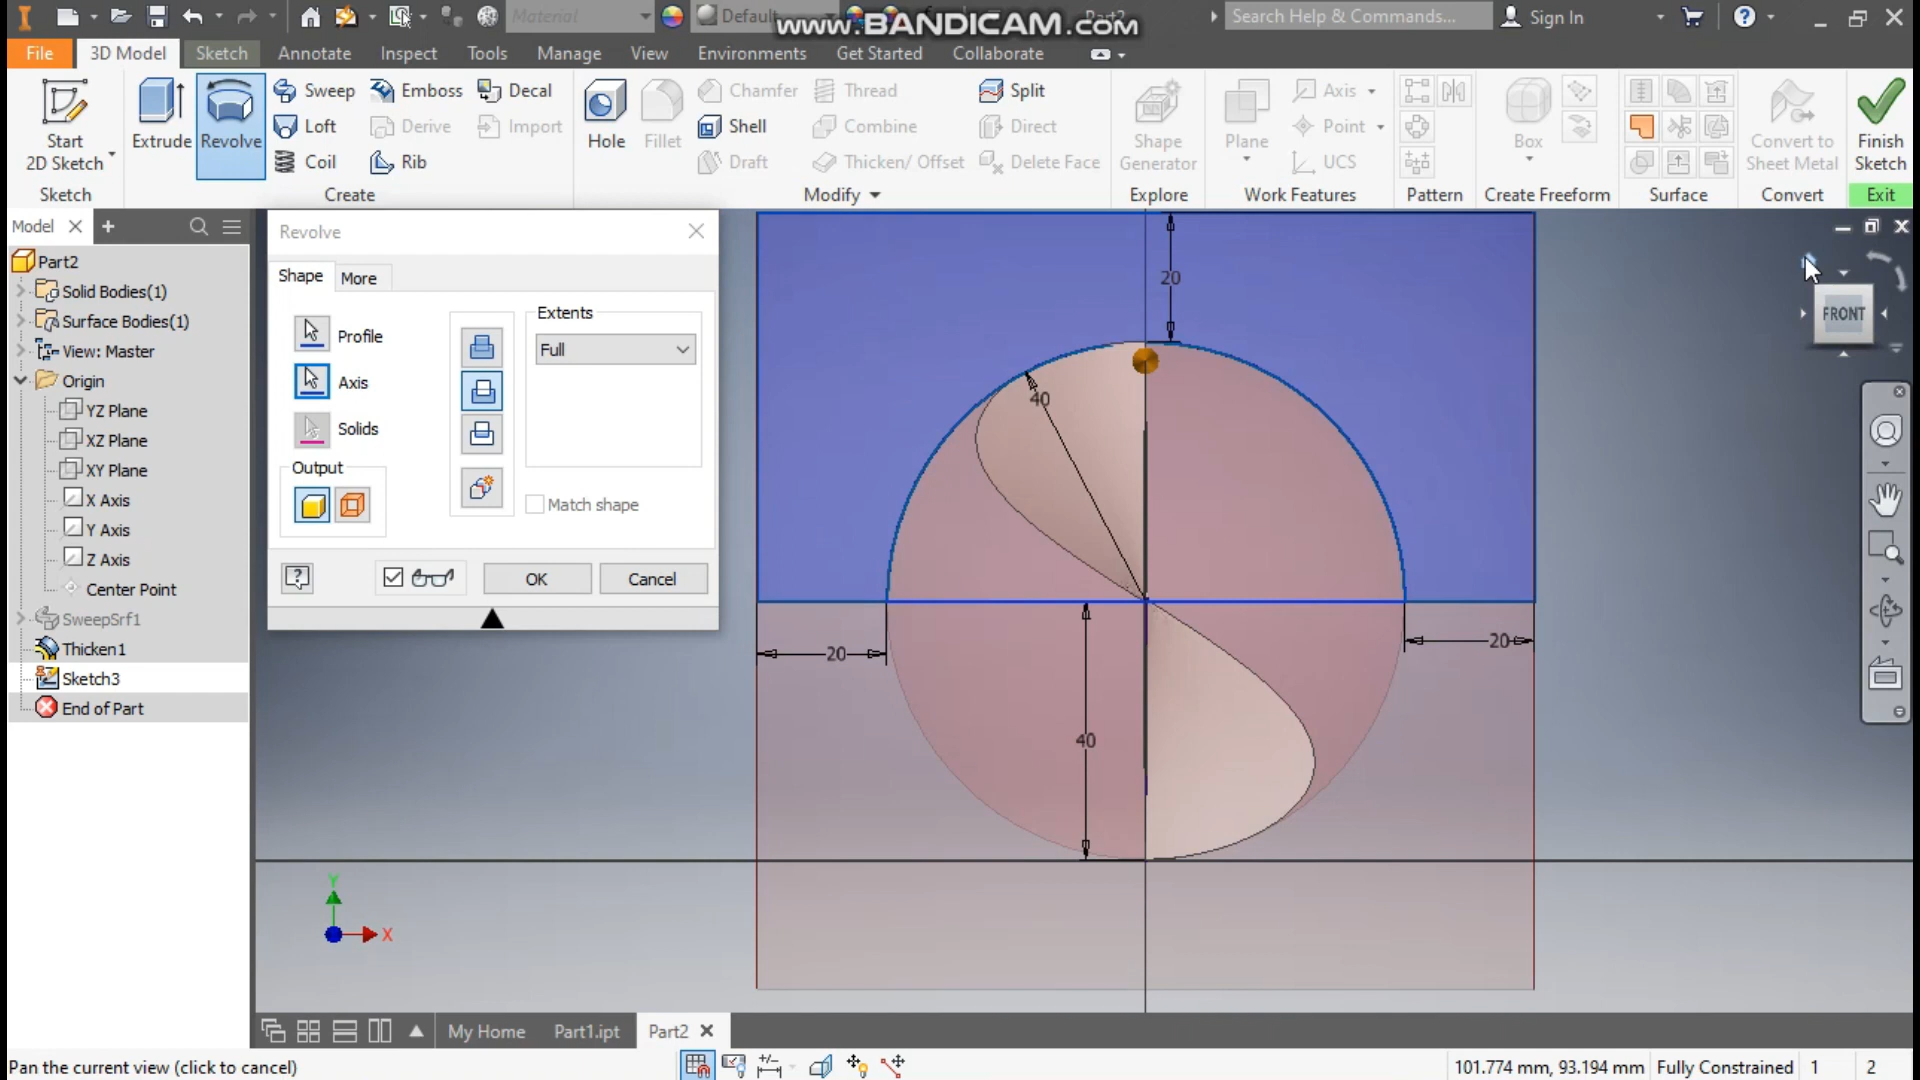 Material
Default
www.BANDICAM.com
Part2
Search Help & Commands...
Sign In
File
3D Model
Sketch
Annotate
Inspect
Tools
Manage
View
Environments
Get Started
Collaborate
Start
2D Sketch
Extrude
Revolve
Sweep
Emboss
Decal
Loft
Derive
Import
Coil
Rib
Hole
Fillet
Chamfer
Thread
Split
Shell
Combine
Direct
Draft
Thicken/ Offset
Delete Face
Shape
Generator
Plane
Axis
Point
UCS
Box
Convert to
Sheet Metal
Finish
Sketch
Sketch
Create
Modify
Explore
Work Features
Pattern
Create Freeform
Surface
Convert
Exit
Model
Part2
Solid Bodies(1)
Surface Bodies(1)
View: Master
Origin
YZ Plane
XZ Plane
XY Plane
X Axis
Y Axis
Z Axis
Center Point
SweepSrf1
Thicken1
Sketch3
End of Part
Revolve
Shape
More
Profile
Axis
Solids
Output
Extents
Full
Match shape
OK
Cancel
20
40
20
20
40
FRONT
Y
X
My Home
Part1.ipt
Part2
Pan the current view (click to cancel)
101.774 mm, 93.194 mm
Fully Constrained
1
2